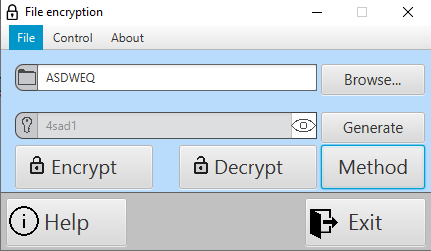 File encryption
File Control About
ASDWEQ Browse...
4sad1 Generate
Encrypt Decrypt Method
Help Exit